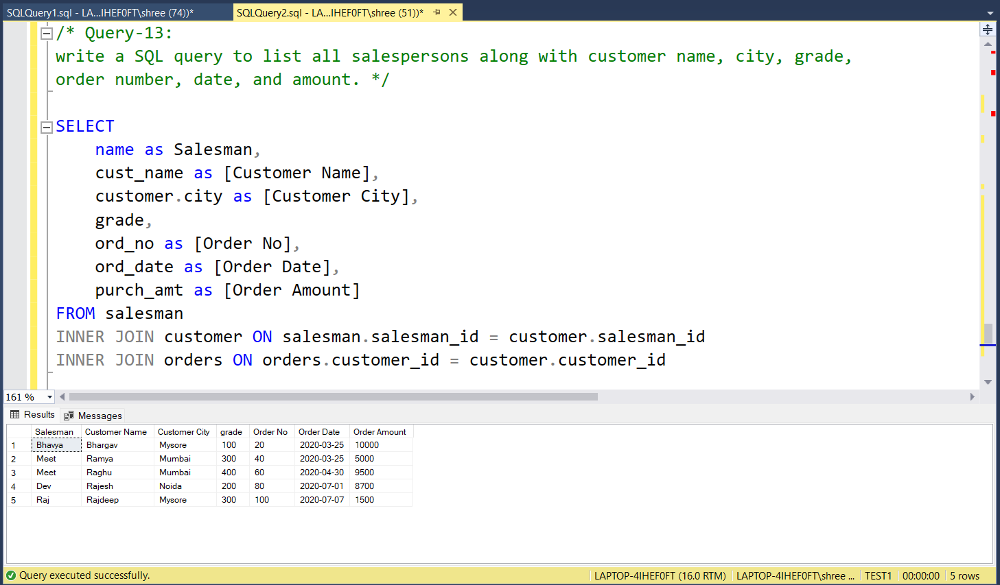 SQLQuery1.sql - LA...IHEF0FT\shree (74))* SQLQuery2.sql - LA...IHEF0FT\shree (51))*
/* Query-13:
write a SQL query to list all salespersons along with customer name, city, grade,
order number, date, and amount. */
SELECT
name as Salesman,
cust_name as [Customer Name],
customer.city as [Customer City],
grade,
ord_no as [Order No],
ord_date as [Order Date],
purch_amt as [Order Amount]
FROM salesman
INNER JOIN customer ON salesman.salesman_id = customer.salesman_id
INNER JOIN orders ON orders.customer_id = customer.customer_id
161 %
Results Messages
Salesman Customer Name Customer City grade Order No Order Date Order Amount
1 Bhavya Bhargav Mysore 100 20 2020-03-25 10000
2 Meet Ramya Mumbai 300 40 2020-03-25 5000
3 Meet Raghu Mumbai 400 60 2020-04-30 9500
4 Dev Rajesh Noida 200 80 2020-07-01 8700
5 Raj Rajdeep Mysore 300 100 2020-07-07 1500
Query executed successfully. LAPTOP-4IHEF0FT (16.0 RTM) LAPTOP-4IHEF0FT\shree ... TEST1 00:00:00 5 rows